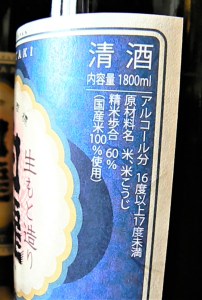 清酒
内容量 1800ml
アルコール分 16度以上17度未満
原材料名 米、米こうじ
精米歩合 60%
(国産米100%使用)
生もと造り